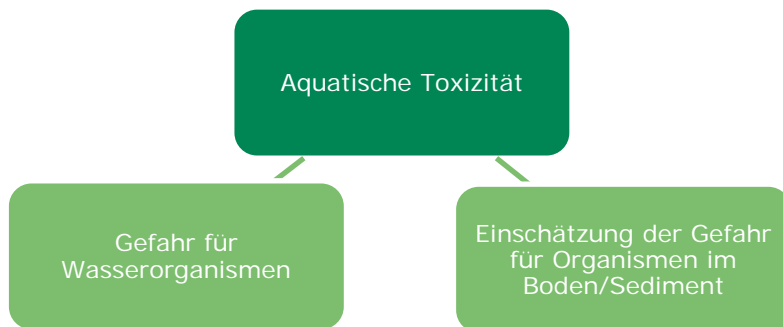 Aquatische Toxizität
Gefahr für
Wasserorganismen
Einschätzung der Gefahr
für Organismen im
Boden/Sediment